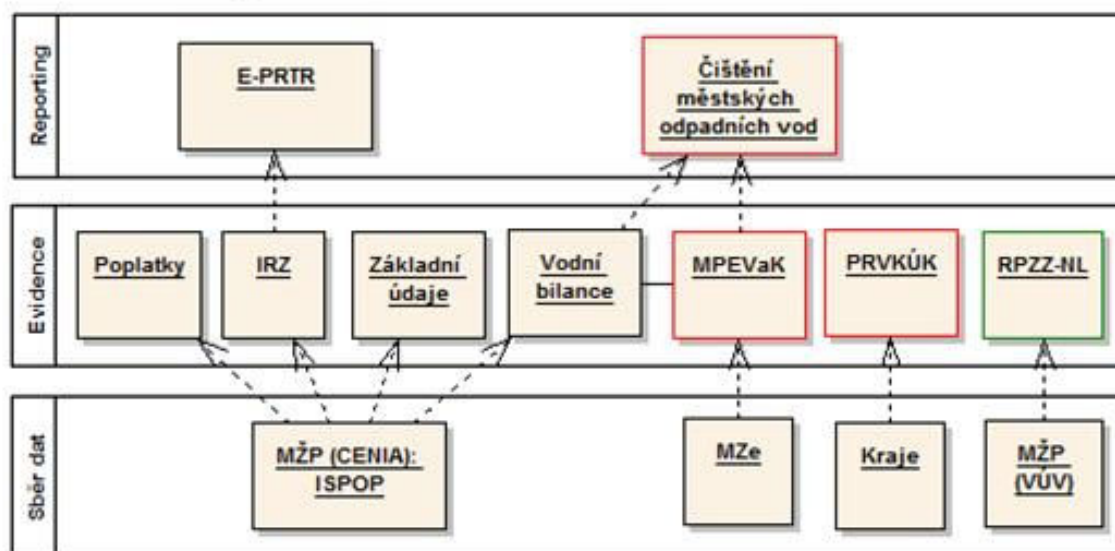 Reporting
E-PRTR
Čištění
městských
odpadních vod
Evidence
Poplatky
IRZ
Základní
údaje
Vodní
bilance
MPEVaK
PRVKÚK
RPZZ-NL
Sběr dat
MŽP (CENIA):
ISPOP
MZe
Kraje
MŽP
(VÚV)